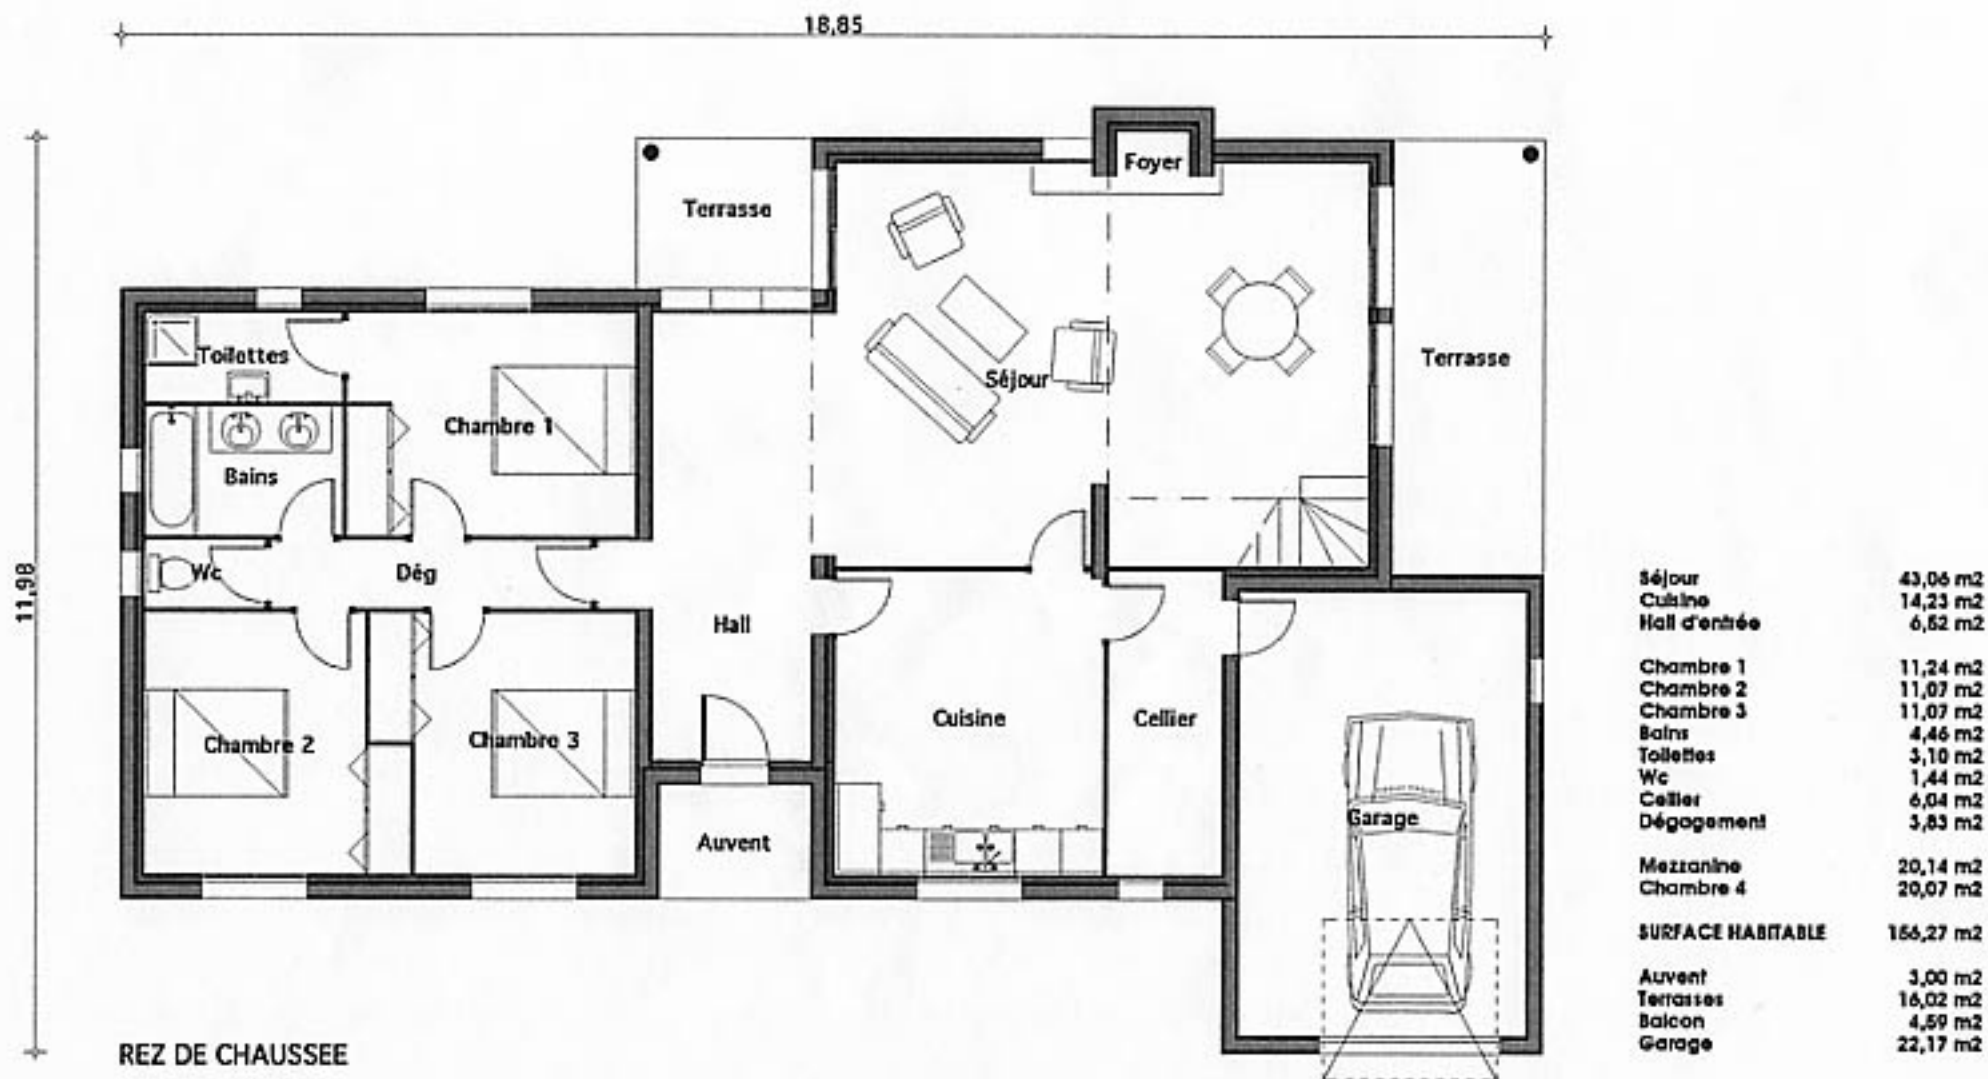 18,85
Foyer
Terrasse
Toilettes
Terrasse
Séjour
Chambre 1
Bains
Wc
Dég
11,98
Hall
Cuisine
Cellier
Chambre 2
Chambre 3
Garage
Auvent
REZ DE CHAUSSEE
Séjour 43,06 m2
Cuisine 14,23 m2
Hall d'entrée 6,52 m2
Chambre 1 11,24 m2
Chambre 2 11,07 m2
Chambre 3 11,07 m2
Bains 4,46 m2
Toilettes 3,10 m2
Wc 1,44 m2
Cellier 6,04 m2
Dégagement 3,83 m2
Mezzanine 20,14 m2
Chambre 4 20,07 m2
SURFACE HABITABLE 156,27 m2
Auvent 3,00 m2
Terrasses 16,02 m2
Balcon 4,59 m2
Garage 22,17 m2